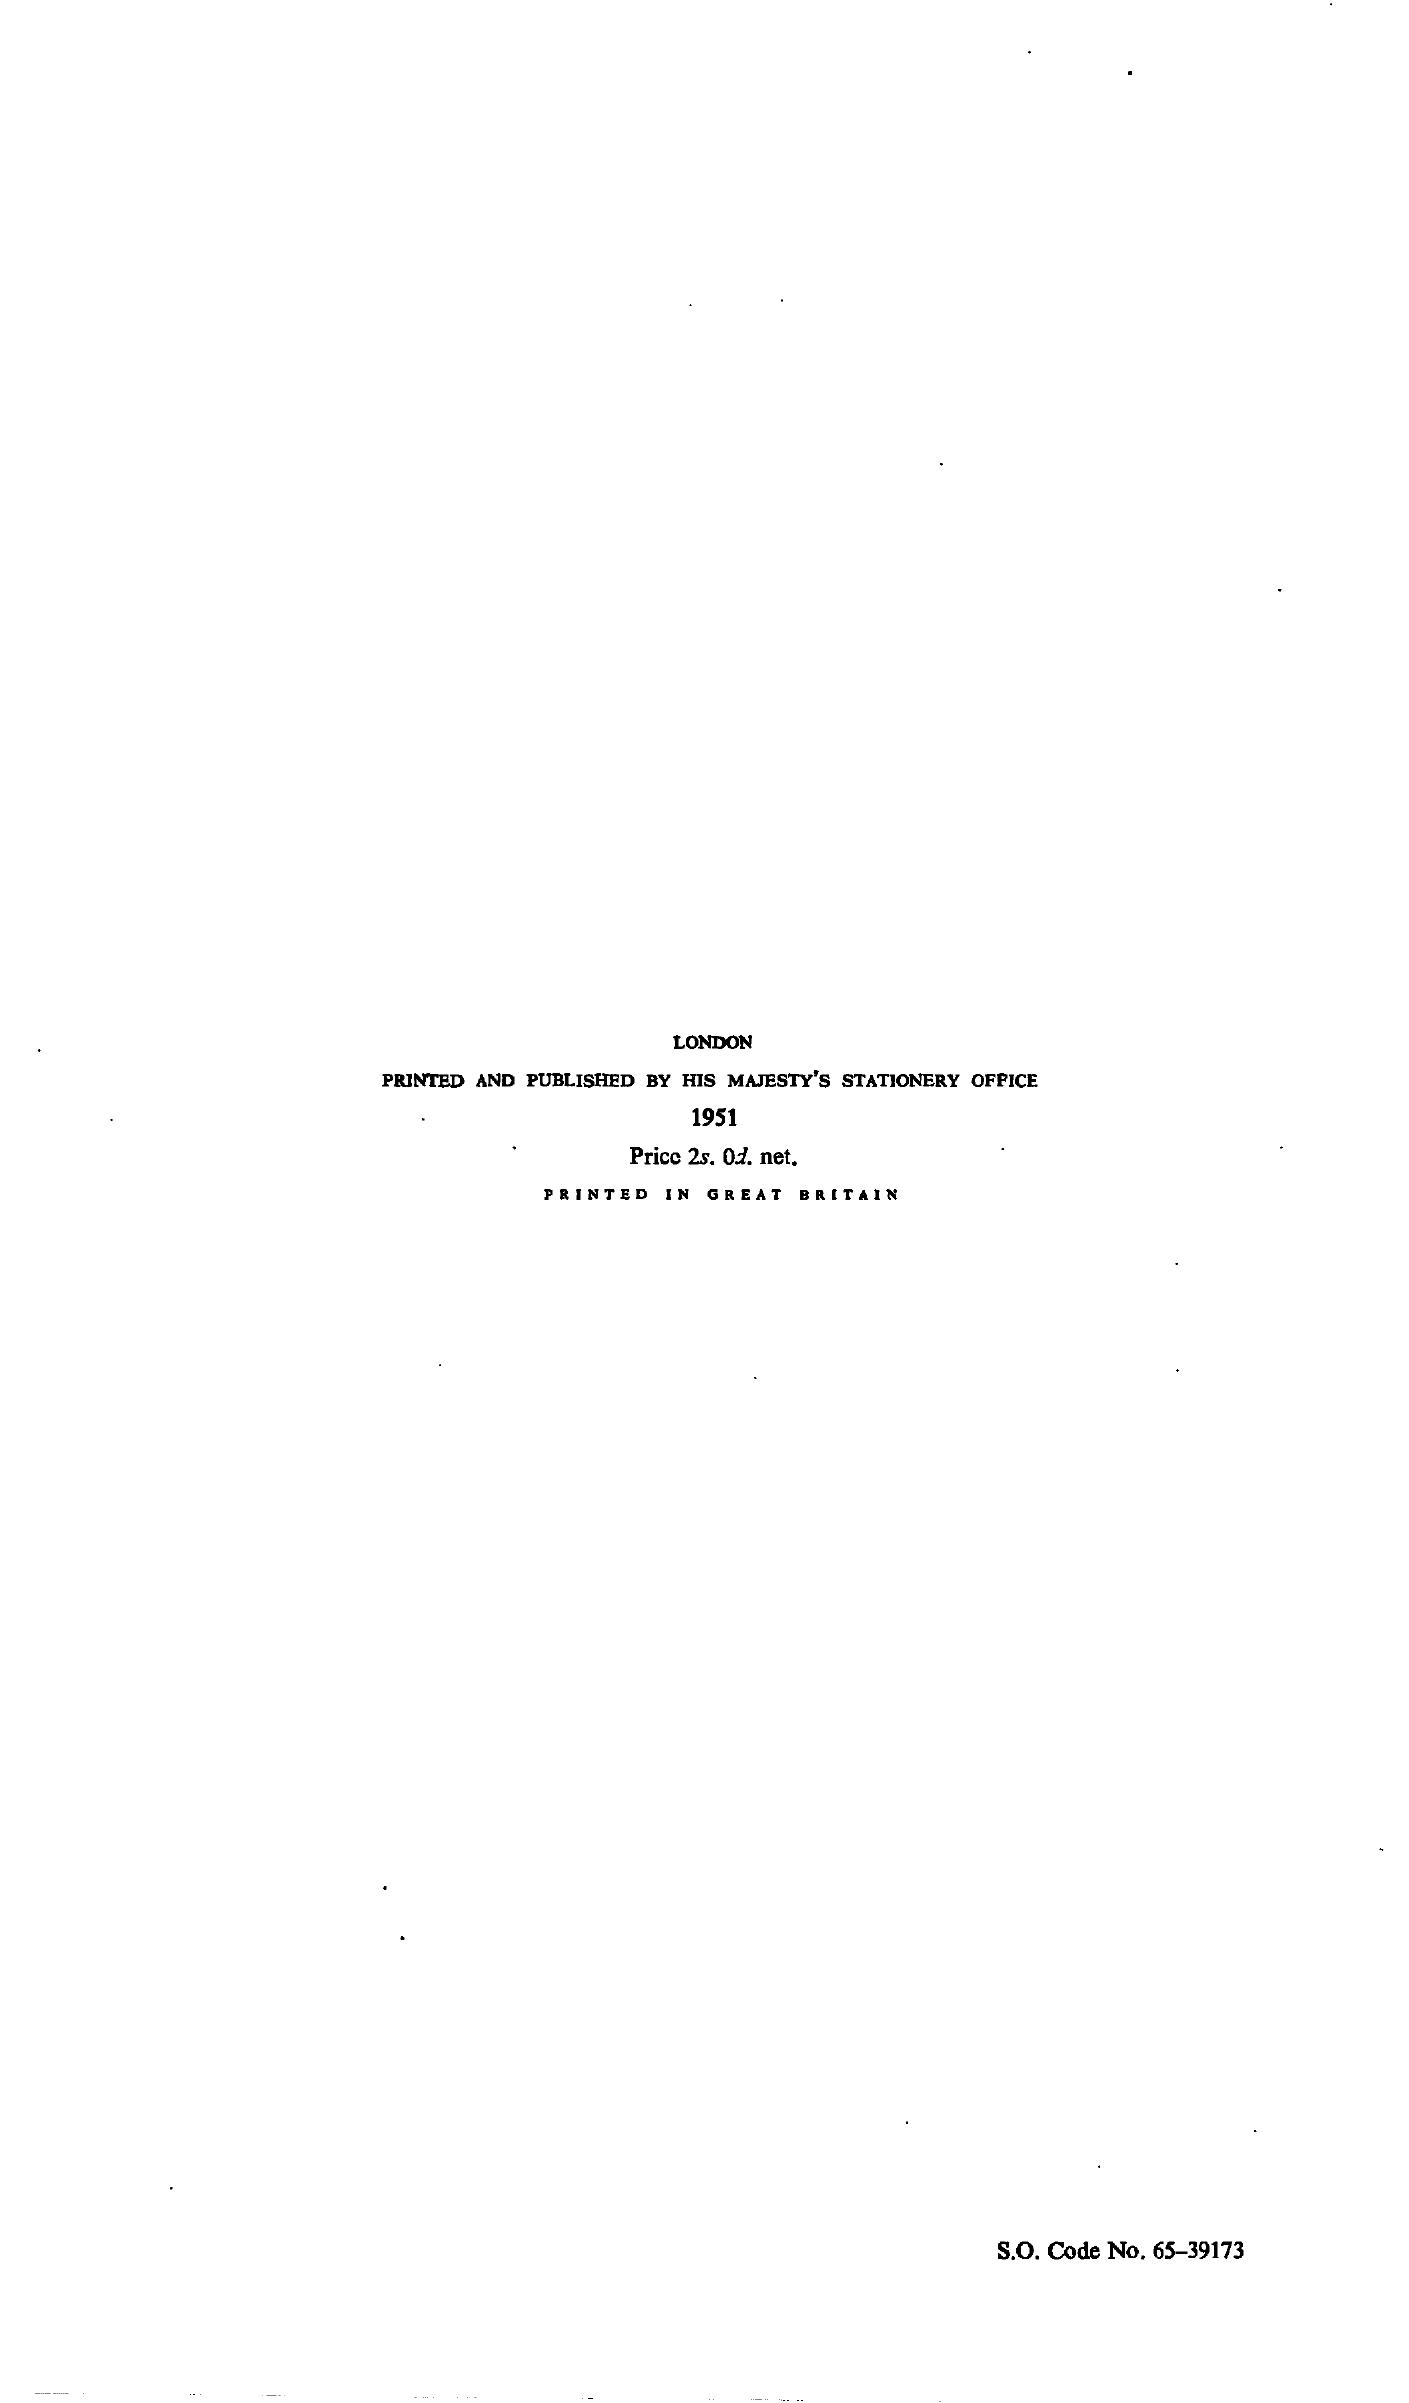 LONDON
PRINTED AND PUBLISHED BY HIS MAJESTY'S STATIONERY OFFICE
1951
Price 2s. 0d. net.
PRINTED IN GREAT BRITAIN
S.O. Code No. 65–39173